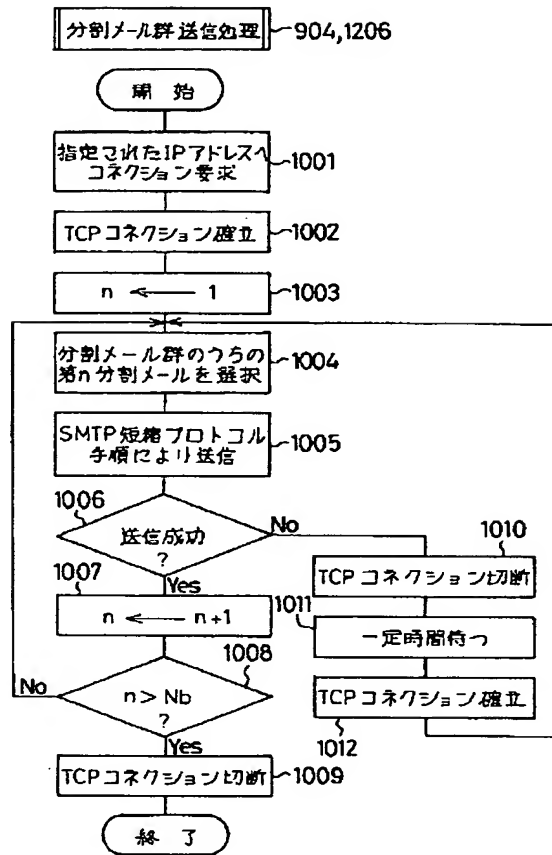 分割メール群送信処理
904,1206
開始
指定されたIPアドレスへ
コネクション要求
1001
TCPコネクション確立
1002
n ← 1
1003
分割メール群のうちの
第n分割メールを選択
1004
SMTP短縮プロトコル
手順により送信
1005
1006
送信成功
?
No
Yes
1007
n ← n+1
1008
n > Nb
?
No
Yes
TCPコネクション切断
1009
終了
1010
TCPコネクション切断
1011
一定時間待つ
TCPコネクション確立
1012